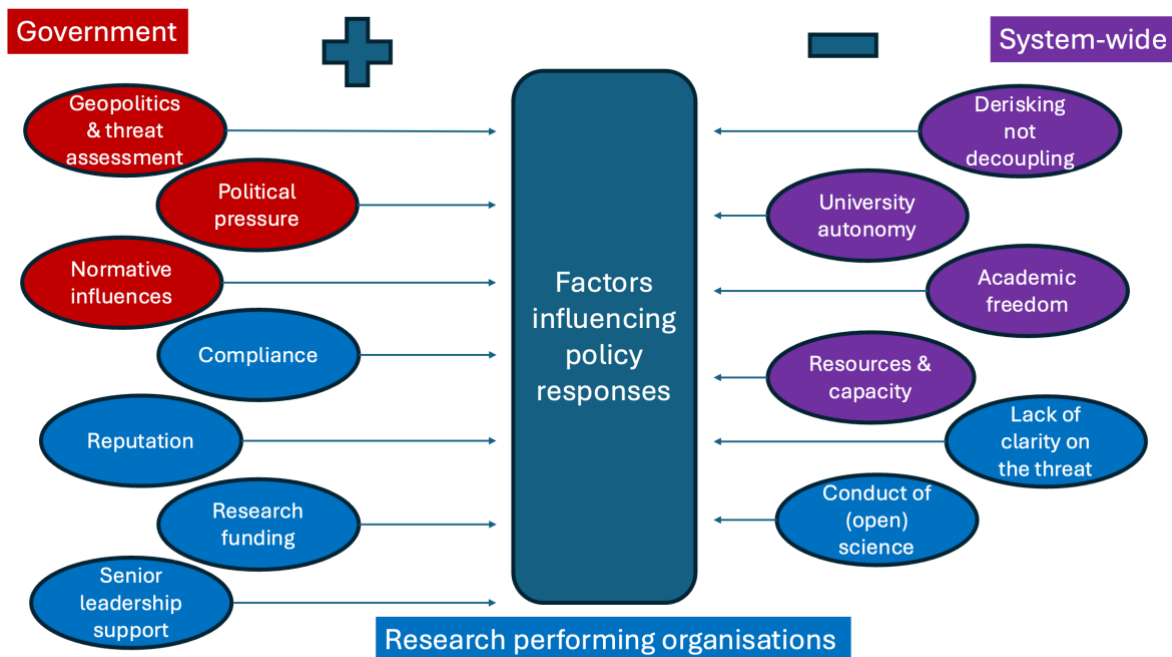 Government
System-wide
Geopolitics
& threat
assessment
Political
pressure
Normative
influences
Compliance
Reputation
Research
funding
Senior
leadership
support
Factors
influencing
policy
responses
Derisking
not
decoupling
University
autonomy
Academic
freedom
Resources &
capacity
Lack of
clarity on
the threat
Conduct of
(open)
science
Research performing organisations